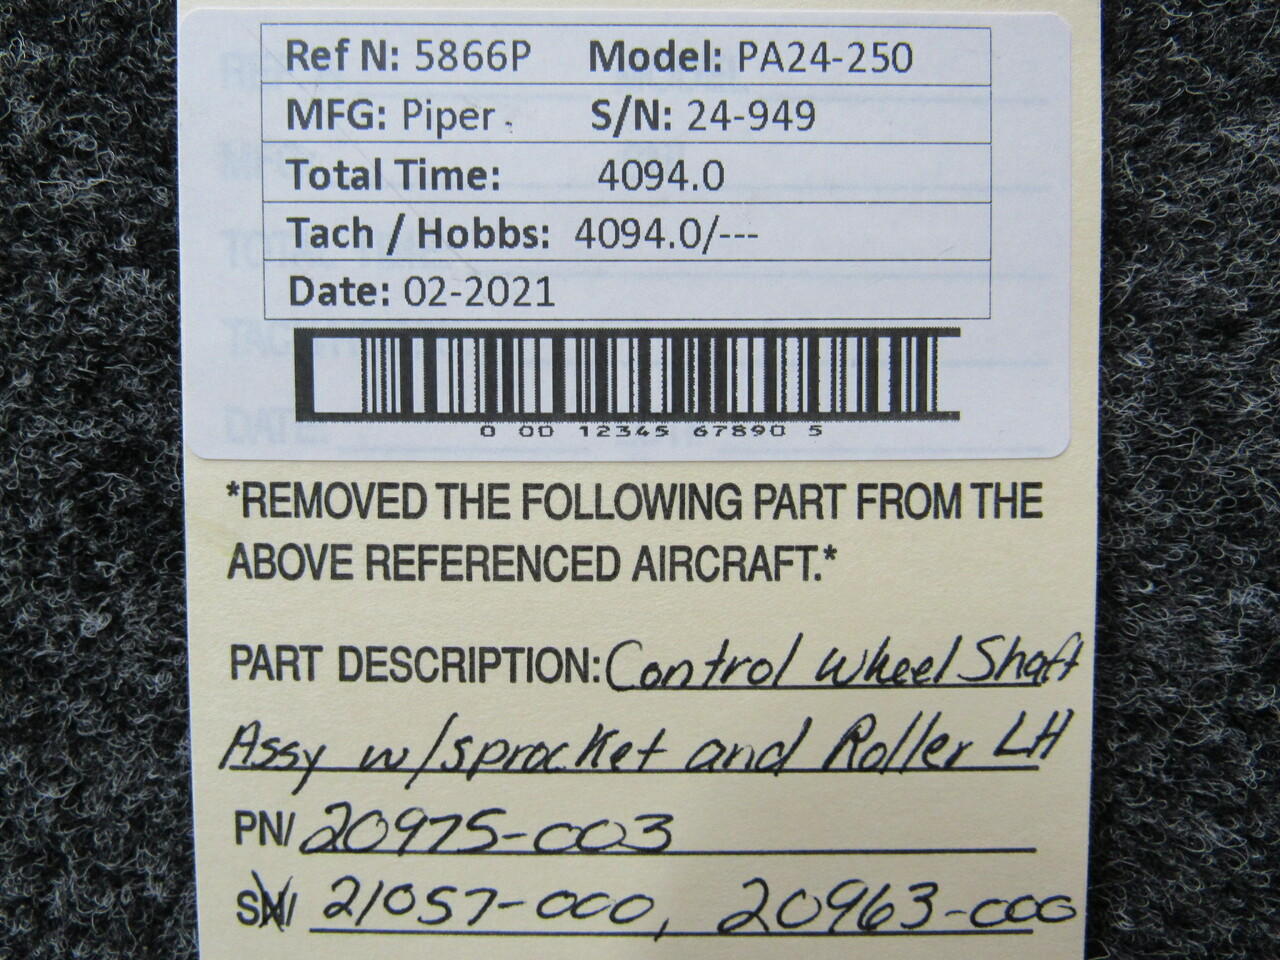 Ref N: 5866P Model: PA24-250
MFG: Piper S/N: 24-949
Total Time: 4094.0
Tach / Hobbs: 4094.0/---
Date: 02-2021
0 00 12345 67890 5
*REMOVED THE FOLLOWING PART FROM THE
ABOVE REFERENCED AIRCRAFT.*
PART DESCRIPTION: Control Wheel Shaft
Assy w/sprocket and Roller LH
PN/ 20975-003
SN/ 21057-000, 20963-000